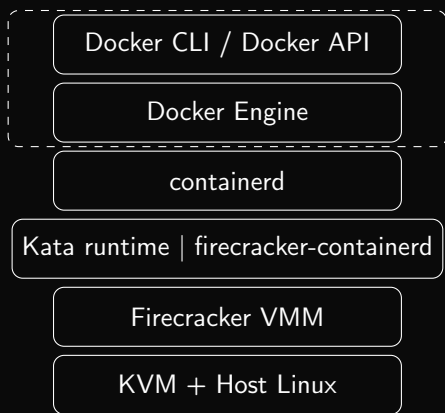 Docker CLI / Docker API
Docker Engine
containerd
Kata runtime | firecracker-containerd
Firecracker VMM
KVM + Host Linux